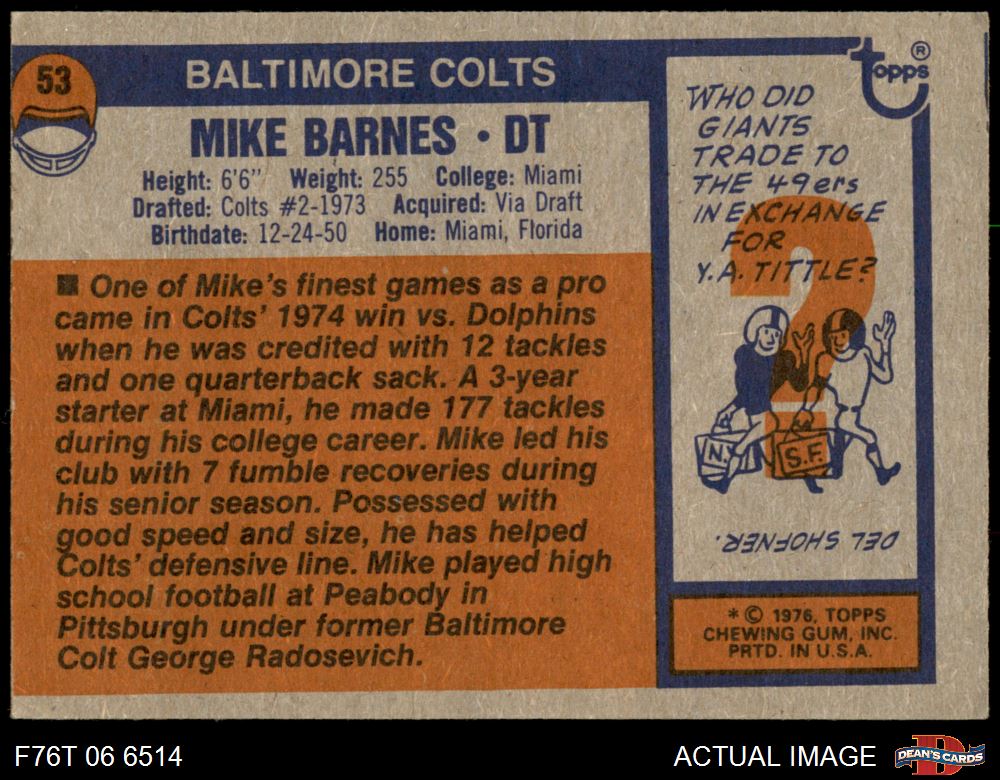 53
BALTIMORE COLTS
MIKE BARNES • DT
Height: 6'6" Weight: 255 College: Miami
Drafted: Colts #2-1973 Acquired: Via Draft
Birthdate: 12-24-50 Home: Miami, Florida
■ One of Mike's finest games as a pro
came in Colts' 1974 win vs. Dolphins
when he was credited with 12 tackles
and one quarterback sack. A 3-year
starter at Miami, he made 177 tackles
during his college career. Mike led his
club with 7 fumble recoveries during
his senior season. Possessed with
good speed and size, he has helped
Colts' defensive line. Mike played high
school football at Peabody in
Pittsburgh under former Baltimore
Colt George Radosevich.
topps®
WHO DID
GIANTS
TRADE TO
THE 49ers
IN EXCHANGE
FOR
Y.A. TITTLE?
?
N.Y.
S.F.
DEL SHOFNER.
*© 1976, TOPPS
CHEWING GUM, INC.
PRTD. IN U.S.A.
F76T 06 6514
ACTUAL IMAGE
DEAN'S CARDS